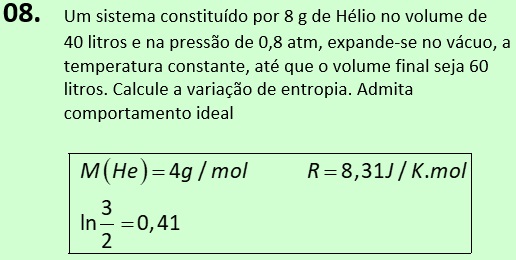 08. Um sistema constituído por 8 g de Hélio no volume de
40 litros e na pressão de 0,8 atm, expande-se no vácuo, a
temperatura constante, até que o volume final seja 60
litros. Calcule a variação de entropia. Admita
comportamento ideal
M(He)=4g / mol R=8,31J / K.mol
ln 3/2 =0,41